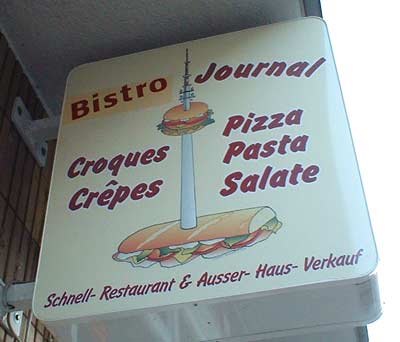 Bistro Journal
Croques
Crêpes
Pizza
Pasta
Salate
Schnell- Restaurant & Ausser- Haus- Verkauf